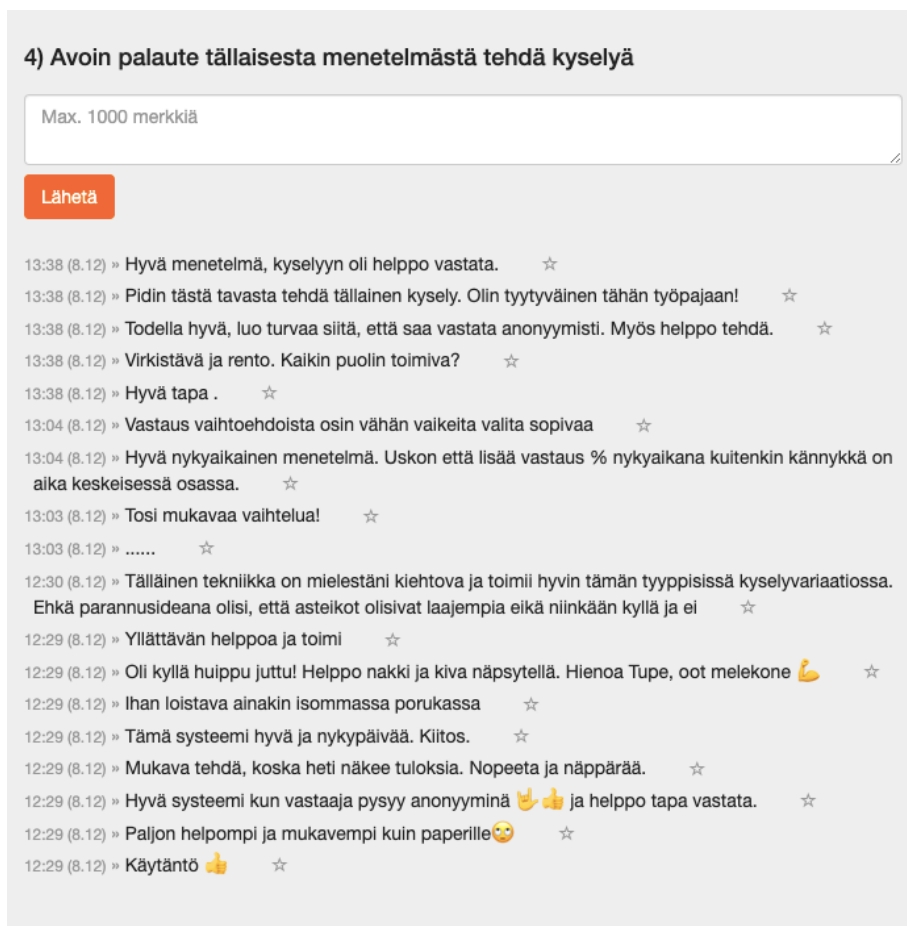 4) Avoin palaute tällaisesta menetelmästä tehdä kyselyä
Max. 1000 merkkiä
Lähetä
13:38 (8.12) » Hyvä menetelmä, kyselyyn oli helppo vastata. ☆
13:38 (8.12) » Pidin tästä tavasta tehdä tällainen kysely. Olin tyytyväinen tähän työpajaan! ☆
13:38 (8.12) » Todella hyvä, luo turvaa siitä, että saa vastata anonyymisti. Myös helppo tehdä. ☆
13:38 (8.12) » Virkistävä ja rento. Kaikin puolin toimiva? ☆
13:38 (8.12) » Hyvä tapa . ☆
13:04 (8.12) » Vastaus vaihtoehdoista osin vähän vaikeita valita sopivaa ☆
13:04 (8.12) » Hyvä nykyaikainen menetelmä. Uskon että lisää vastaus % nykyaikana kuitenkin kännykkä on
aika keskeisessä osassa. ☆
13:03 (8.12) » Tosi mukavaa vaihtelua! ☆
13:03 (8.12) » ...... ☆
12:30 (8.12) » Tälläinen tekniikka on mielestäni kiehtova ja toimii hyvin tämän tyyppisissä kyselyvariaatiossa.
Ehkä parannusideana olisi, että asteikot olisivat laajempia eikä niinkään kyllä ja ei ☆
12:29 (8.12) » Yllättävän helppoa ja toimi ☆
12:29 (8.12) » Oli kyllä huippu juttu! Helppo nakki ja kiva näpsytellä. Hienoa Tupe, oot melekone 💪 ☆
12:29 (8.12) » Ihan loistava ainakin isommassa porukassa ☆
12:29 (8.12) » Tämä systeemi hyvä ja nykypäivää. Kiitos. ☆
12:29 (8.12) » Mukava tehdä, koska heti näkee tuloksia. Nopeeta ja näppärää. ☆
12:29 (8.12) » Hyvä systeemi kun vastaaja pysyy anonyyminä 🤟👍 ja helppo tapa vastata. ☆
12:29 (8.12) » Paljon helpompi ja mukavempi kuin paperille🙄 ☆
12:29 (8.12) » Käytäntö 👍 ☆